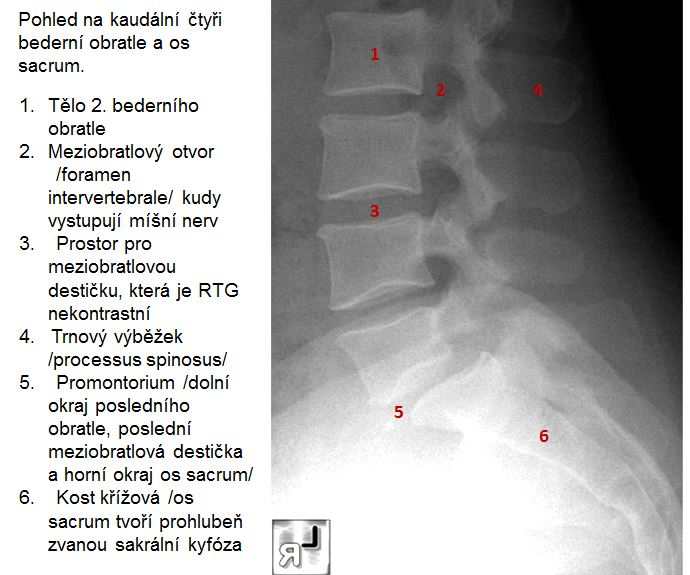 Pohled na kaudální čtyři
bederní obratle a os
sacrum.
1. Tělo 2. bederního
obratle
2. Meziobratlový otvor
/foramen
intervertebrale/ kudy
vystupují míšní nerv
3. Prostor pro
meziobratlovou
destičku, která je RTG
nekontrastní
4. Trnový výběžek
/processus spinosus/
5. Promontorium /dolní
okraj posledního
obratle, poslední
meziobratlová destička
a horní okraj os sacrum/
6. Kost křížová /os
sacrum tvoří prohlubeň
zvanou sakrální kyfóza
1
2
4
3
5
6
L
R